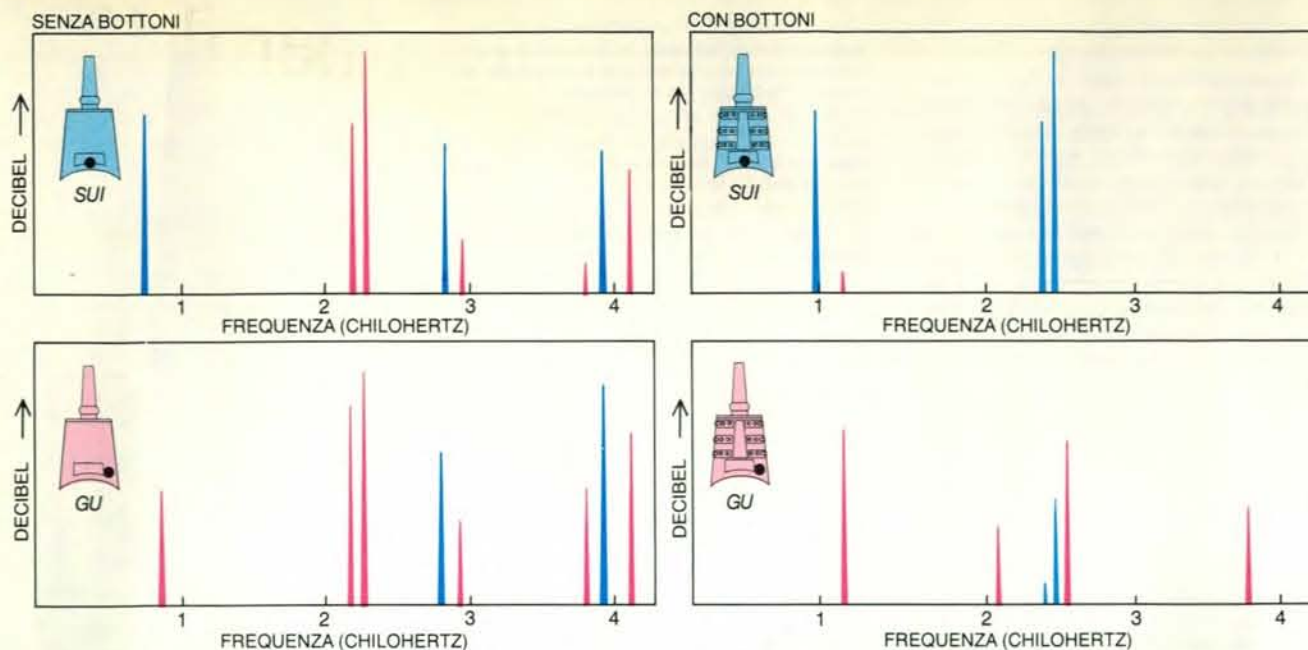 SENZA BOTTONI
DECIBEL
SUI
1 2 3 4
FREQUENZA (CHILOHERTZ)
CON BOTTONI
DECIBEL
SUI
1 2 3 4
FREQUENZA (CHILOHERTZ)
DECIBEL
GU
1 2 3 4
FREQUENZA (CHILOHERTZ)
DECIBEL
GU
1 2 3 4
FREQUENZA (CHILOHERTZ)